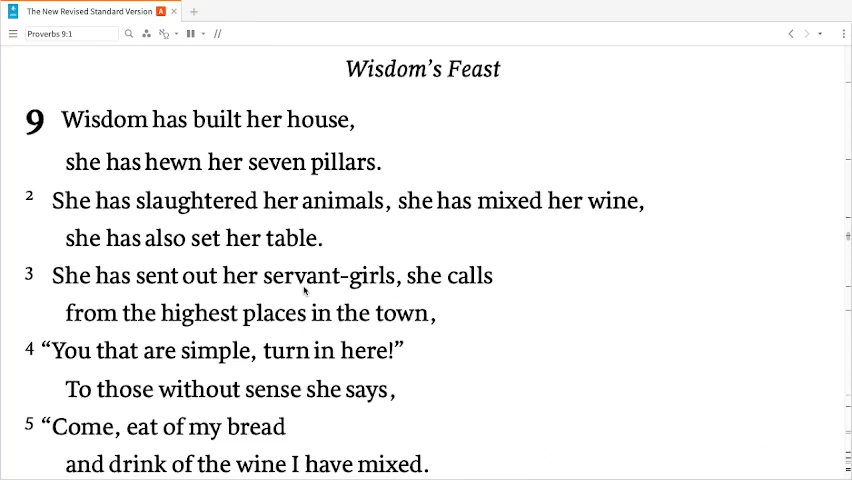 The New Revised Standard Version A
Proverbs 9:1
Wisdom’s Feast
9 Wisdom has built her house,
she has hewn her seven pillars.
2 She has slaughtered her animals, she has mixed her wine,
she has also set her table.
3 She has sent out her servant-girls, she calls
from the highest places in the town,
4 “You that are simple, turn in here!”
To those without sense she says,
5 “Come, eat of my bread
and drink of the wine I have mixed.